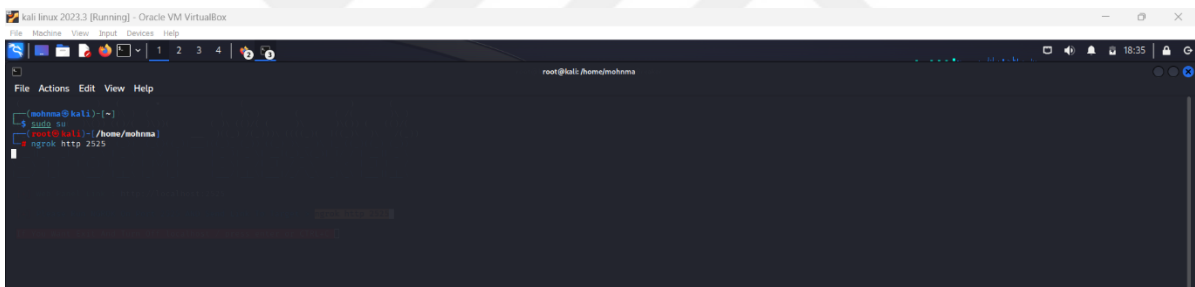 kali linux 2023.3 [Running] - Oracle VM VirtualBox
File Machine View Input Devices Help
1 2 3 4
2
3
18:35
root@kali: /home/mohnma
File Actions Edit View Help
┌──(mohnma㉿kali)-[~]
└─$ sudo su
┌──(root㉿kali)-[/home/mohnma]
└─# ngrok http 2525